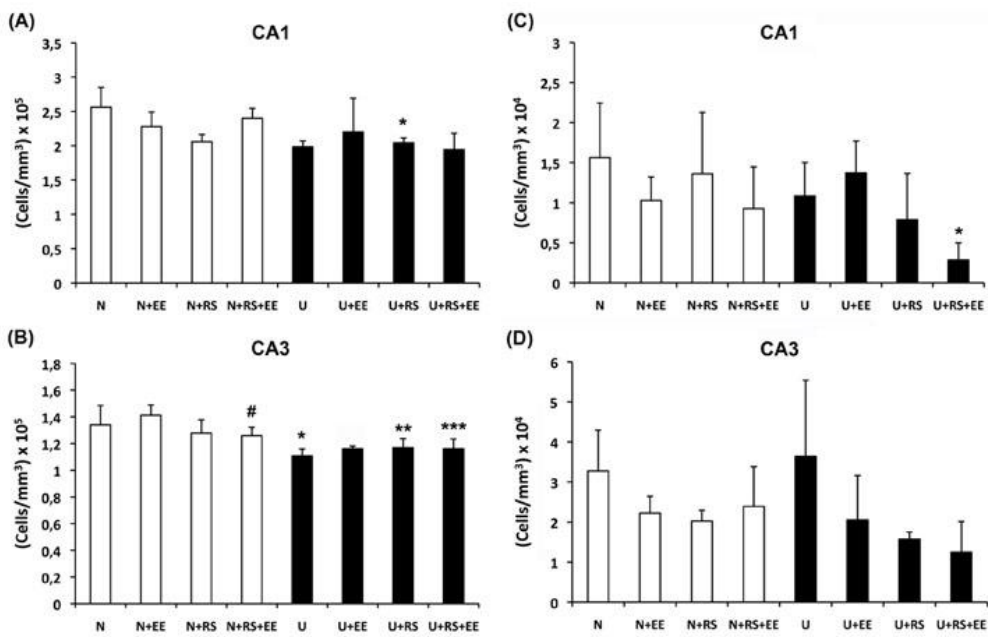 (A)
CA1
(Cells/mm³) x 10⁵
3,5
3
2,5
2
1,5
1
0,5
0
*
N N+EE N+RS N+RS+EE U U+EE U+RS U+RS+EE
(C)
CA1
(Cells/mm³) x 10⁴
3
2,5
2
1,5
1
0,5
0
*
N N+EE N+RS N+RS+EE U U+EE U+RS U+RS+EE
(B)
CA3
(Cells/mm³) x 10⁵
1,8
1,6
1,4
1,2
1
0,8
0,6
0,4
0,2
0
# * ** ***
N N+EE N+RS N+RS+EE U U+EE U+RS U+RS+EE
(D)
CA3
(Cells/mm³) x 10⁴
6
5
4
3
2
1
0
N N+EE N+RS N+RS+EE U U+EE U+RS U+RS+EE